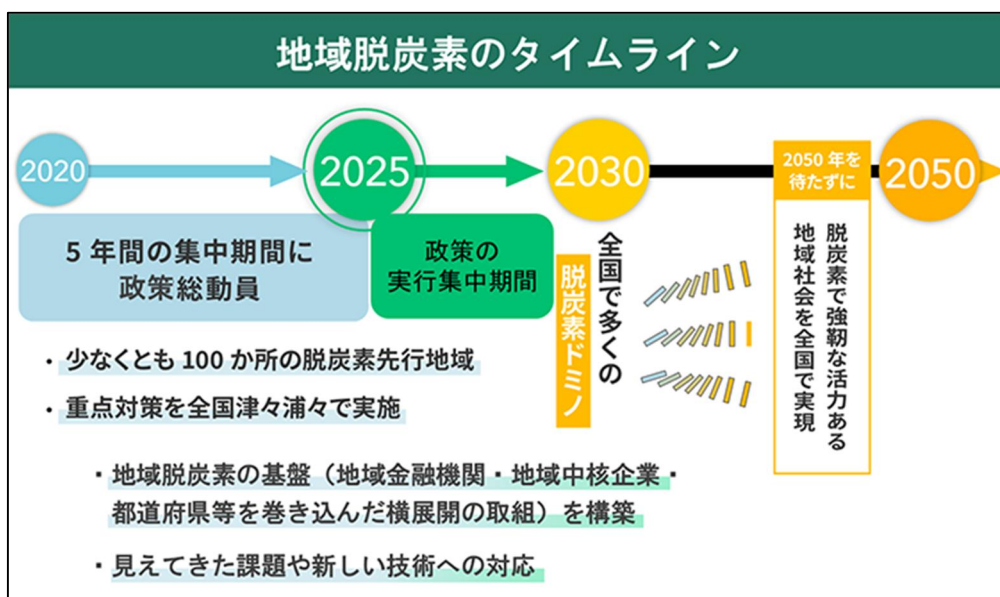 地域脱炭素のタイムライン
2020
2025
2030
2050年を
待たずに
2050
5年間の集中期間に
政策総動員
政策の
実行集中期間
全国で多くの
脱炭素ドミノ
脱炭素で強靭な活力ある
地域社会を全国で実現
・少なくとも100か所の脱炭素先行地域
・重点対策を全国津々浦々で実施
・地域脱炭素の基盤（地域金融機関・地域中核企業・
都道府県等を巻き込んだ横展開の取組）を構築
・見えてきた課題や新しい技術への対応